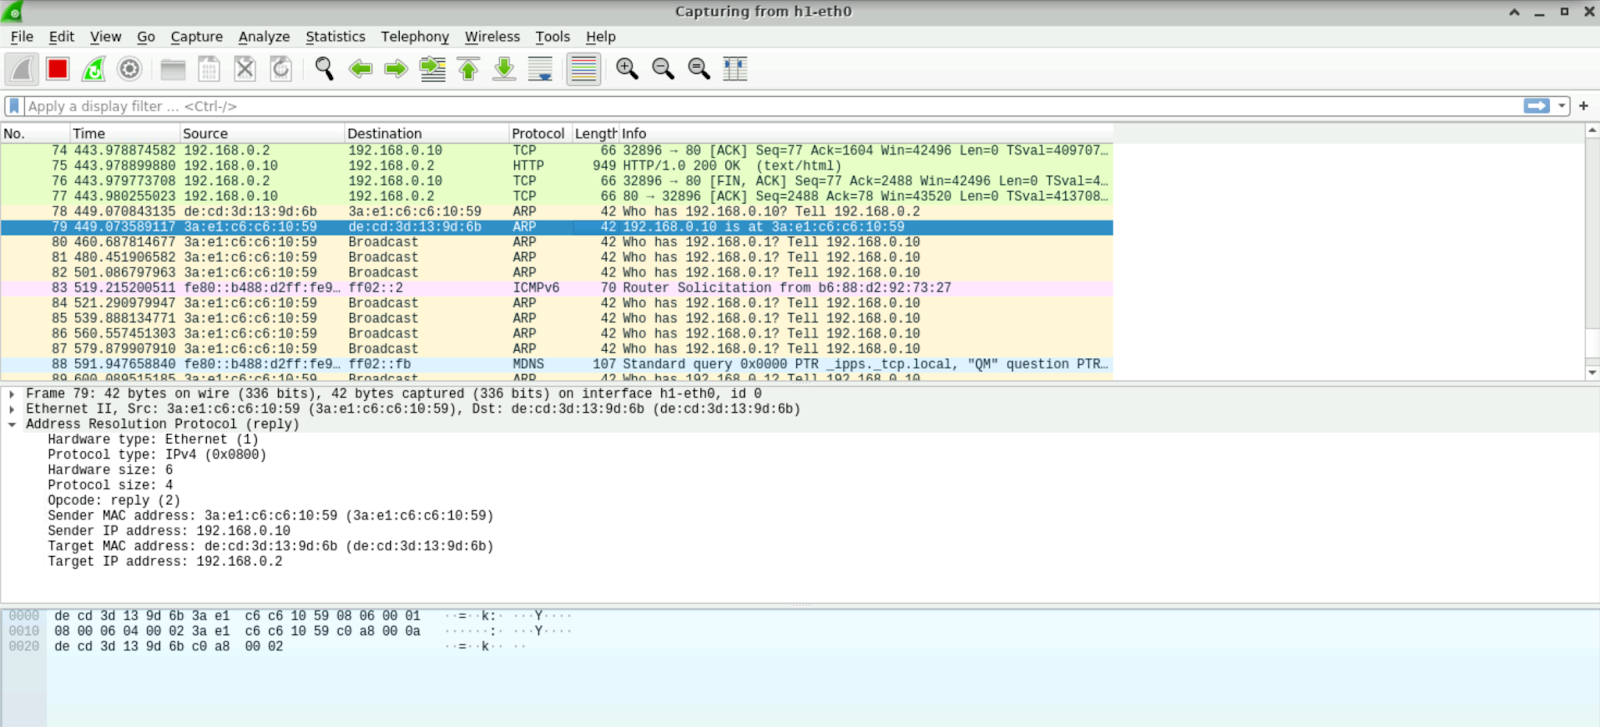 Capturing from h1-eth0
File Edit View Go Capture Analyze Statistics Telephony Wireless Tools Help
Apply a display filter … <Ctrl-/>
No. Time Source Destination Protocol Length Info
74 443.978874582 192.168.0.2 192.168.0.10 TCP 66 32896 → 80 [ACK] Seq=77 Ack=1604 Win=42496 Len=0 TSval=409707…
75 443.978899880 192.168.0.10 192.168.0.2 HTTP 949 HTTP/1.0 200 OK (text/html)
76 443.979773708 192.168.0.2 192.168.0.10 TCP 66 32896 → 80 [FIN, ACK] Seq=77 Ack=2488 Win=42496 Len=0 TSval=4…
77 443.980255023 192.168.0.10 192.168.0.2 TCP 66 80 → 32896 [ACK] Seq=2488 Ack=78 Win=43520 Len=0 TSval=413708…
78 449.070843135 de:cd:3d:13:9d:6b 3a:e1:c6:c6:10:59 ARP 42 Who has 192.168.0.10? Tell 192.168.0.2
79 449.073589117 3a:e1:c6:c6:10:59 de:cd:3d:13:9d:6b ARP 42 192.168.0.10 is at 3a:e1:c6:c6:10:59
80 460.687814677 3a:e1:c6:c6:10:59 Broadcast ARP 42 Who has 192.168.0.1? Tell 192.168.0.10
81 480.451906582 3a:e1:c6:c6:10:59 Broadcast ARP 42 Who has 192.168.0.1? Tell 192.168.0.10
82 501.086797963 3a:e1:c6:c6:10:59 Broadcast ARP 42 Who has 192.168.0.1? Tell 192.168.0.10
83 519.215200511 fe80::b488:d2ff:fe9… ff02::2 ICMPv6 70 Router Solicitation from b6:88:d2:92:73:27
84 521.290979947 3a:e1:c6:c6:10:59 Broadcast ARP 42 Who has 192.168.0.1? Tell 192.168.0.10
85 539.888134771 3a:e1:c6:c6:10:59 Broadcast ARP 42 Who has 192.168.0.1? Tell 192.168.0.10
86 560.557451303 3a:e1:c6:c6:10:59 Broadcast ARP 42 Who has 192.168.0.1? Tell 192.168.0.10
87 579.879907910 3a:e1:c6:c6:10:59 Broadcast ARP 42 Who has 192.168.0.1? Tell 192.168.0.10
88 591.947658840 fe80::b488:d2ff:fe9… ff02::fb MDNS 107 Standard query 0x0000 PTR _ipps._tcp.local, "QM" question PTR…
89 600.089515185 3a:e1:c6:c6:10:59 Broadcast ARP 42 Who has 192.168.0.1? Tell 192.168.0.10
Frame 79: 42 bytes on wire (336 bits), 42 bytes captured (336 bits) on interface h1-eth0, id 0
Ethernet II, Src: 3a:e1:c6:c6:10:59 (3a:e1:c6:c6:10:59), Dst: de:cd:3d:13:9d:6b (de:cd:3d:13:9d:6b)
Address Resolution Protocol (reply)
Hardware type: Ethernet (1)
Protocol type: IPv4 (0x0800)
Hardware size: 6
Protocol size: 4
Opcode: reply (2)
Sender MAC address: 3a:e1:c6:c6:10:59 (3a:e1:c6:c6:10:59)
Sender IP address: 192.168.0.10
Target MAC address: de:cd:3d:13:9d:6b (de:cd:3d:13:9d:6b)
Target IP address: 192.168.0.2
0000 de cd 3d 13 9d 6b 3a e1 c6 c6 10 59 08 06 00 01 ··=··k:· ···Y····
0010 08 00 06 04 00 02 3a e1 c6 c6 10 59 c0 a8 00 0a ······:· ···Y····
0020 de cd 3d 13 9d 6b c0 a8 00 02 ··=··k·· ··